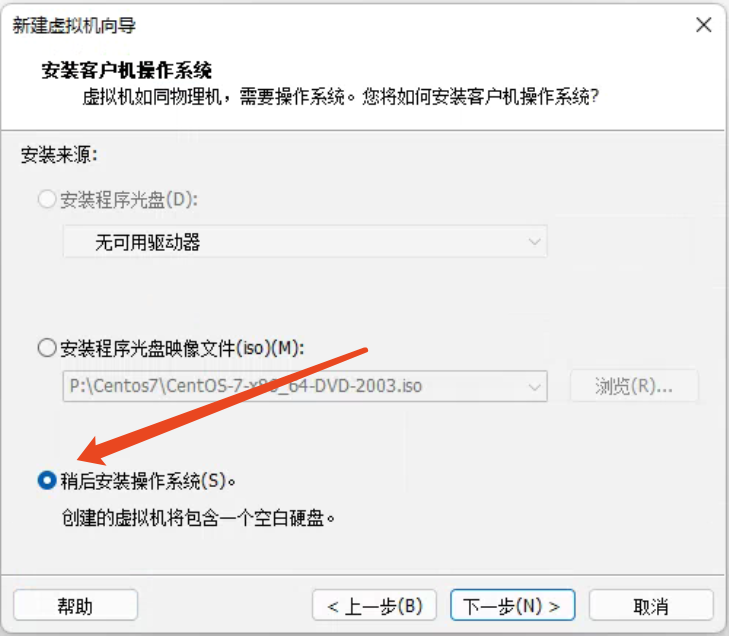 新建虚拟机向导
安装客户机操作系统
虚拟机如同物理机，需要操作系统。您将如何安装客户机操作系统?
安装来源:
安装程序光盘(D):
无可用驱动器
安装程序光盘映像文件(iso)(M):
P:\Centos7\CentOS-7-x86_64-DVD-2003.iso
浏览(R)...
稍后安装操作系统(S)。
创建的虚拟机将包含一个空白硬盘。
帮助
< 上一步(B)
下一步(N) >
取消